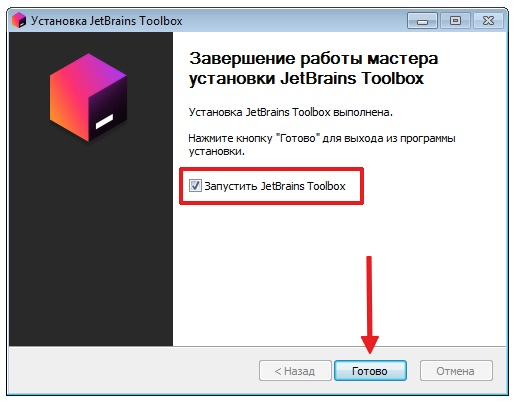 Установка JetBrains Toolbox
Завершение работы мастера
установки JetBrains Toolbox
Установка JetBrains Toolbox выполнена.
Нажмите кнопку "Готово" для выхода из программы
установки.
Запустить JetBrains Toolbox
< Назад
Готово
Отмена